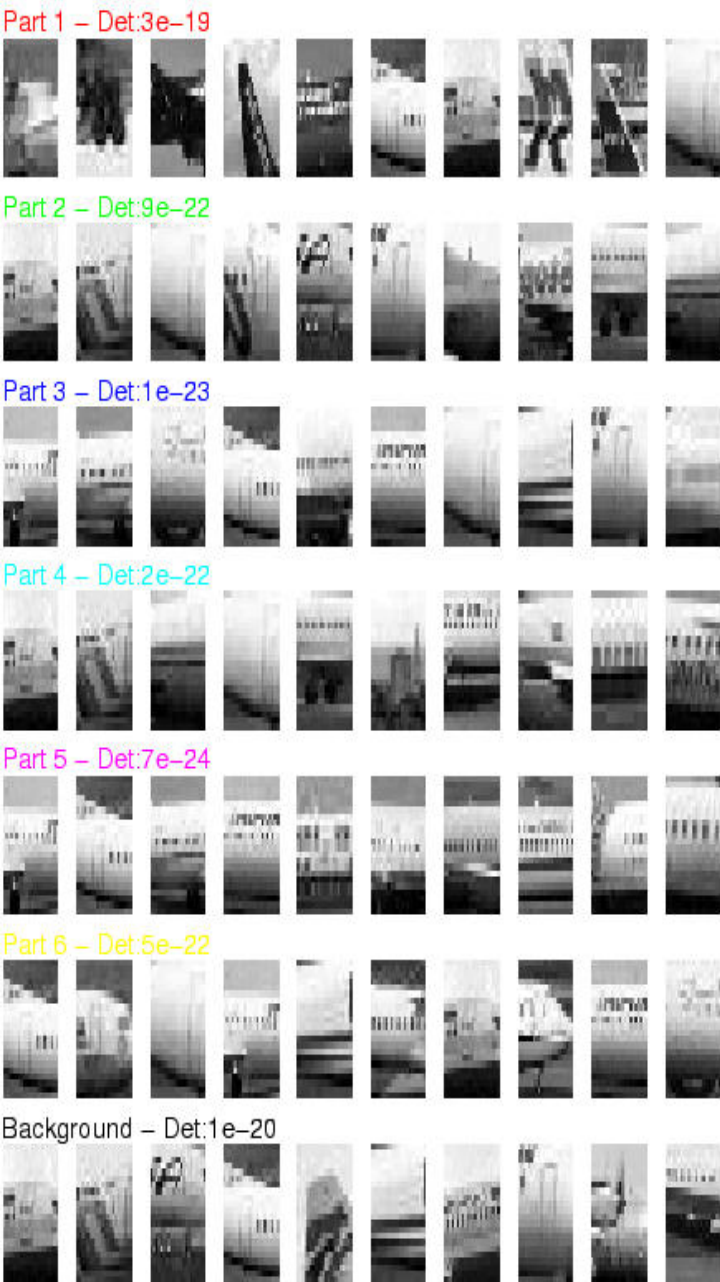 Part 1 – Det:3e–19
Part 2 – Det:9e–22
Part 3 – Det:1e–23
Part 4 – Det:2e–22
Part 5 – Det:7e–24
Part 6 – Det:5e–22
Background – Det:1e–20